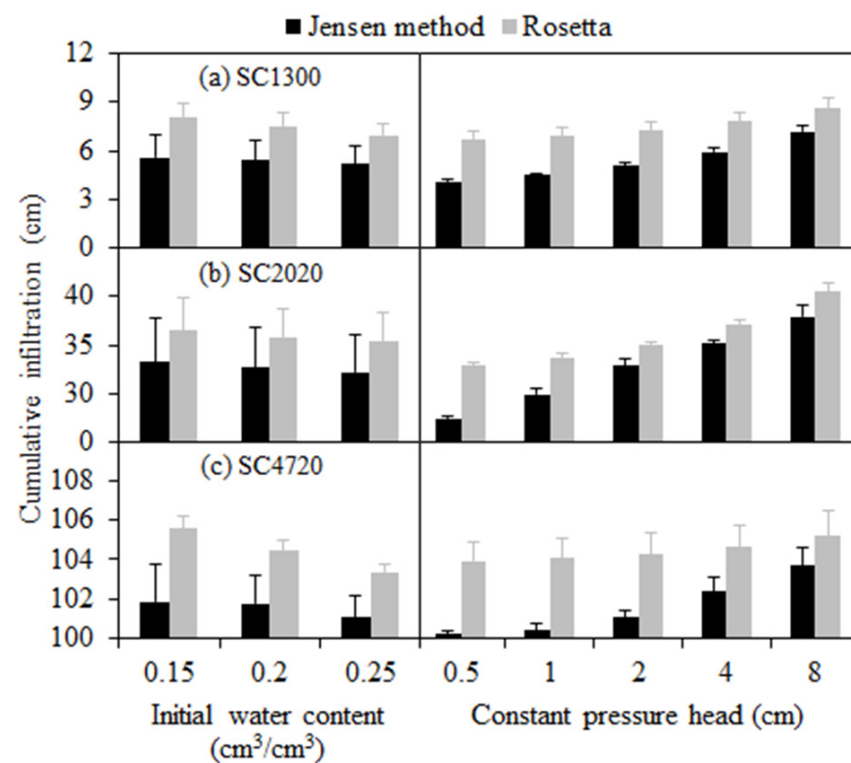 Jensen method Rosetta
12
(a) SC1300
9
6
3
0
(b) SC2020
40
35
30
0
(c) SC4720
108
106
104
102
100
Cumulative infiltration (cm)
0.15 0.2 0.25 0.5 1 2 4 8
Initial water content
(cm³/cm³)
Constant pressure head (cm)